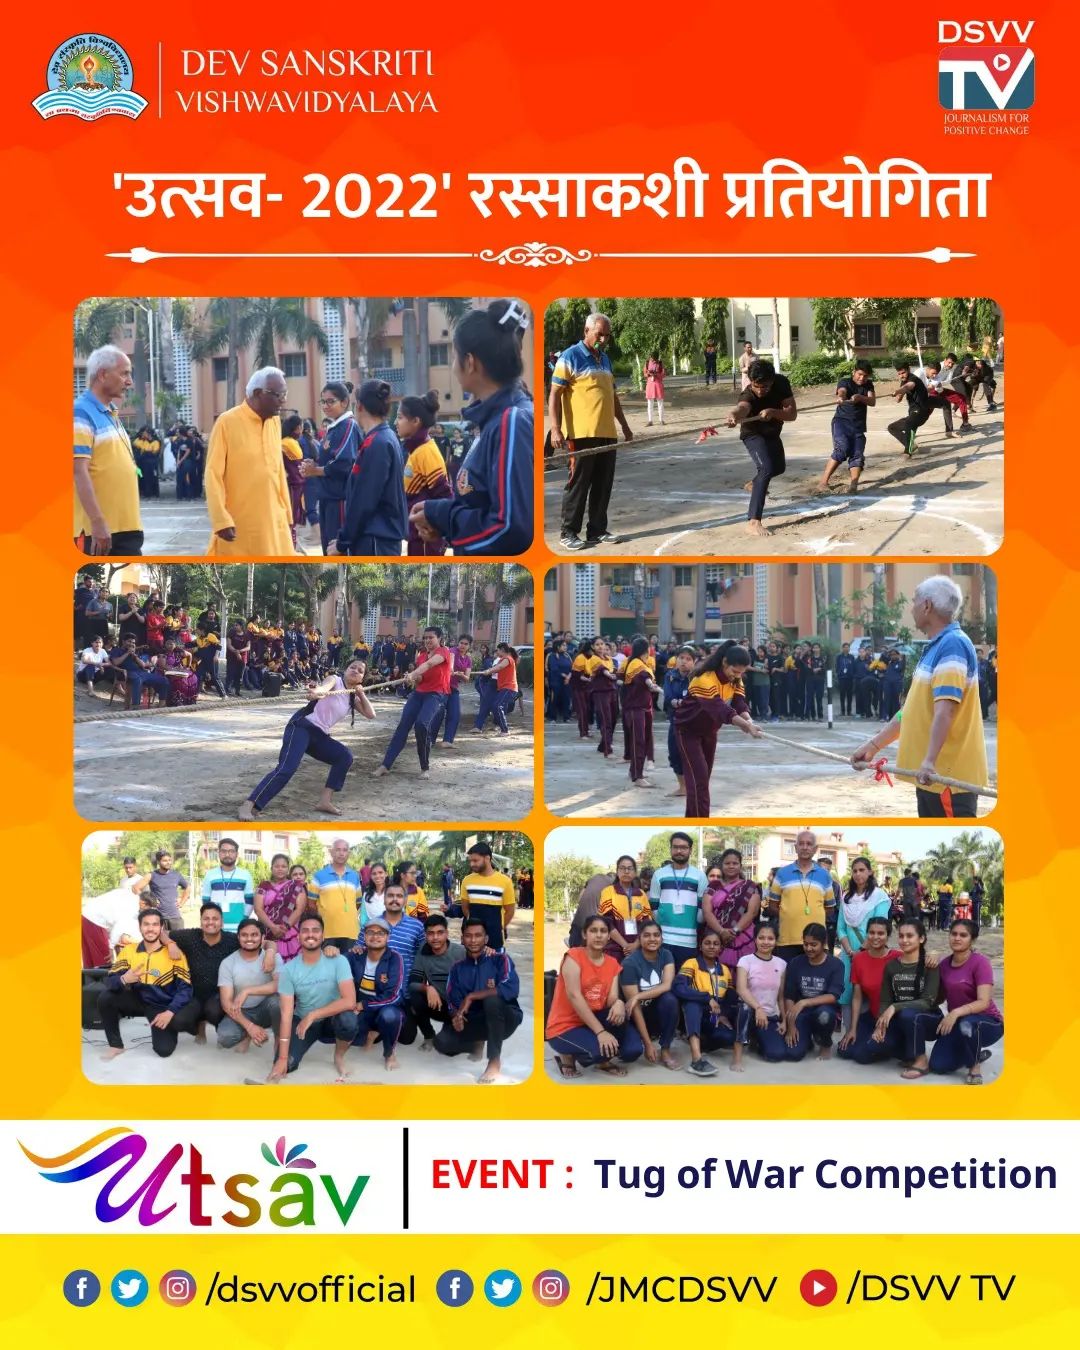 DEV SANSKRITI
VISHWAVIDYALAYA
DSVV
TV
JOURNALISM FOR
POSITIVE CHANGE
'उत्सव- 2022' रस्साकशी प्रतियोगिता
Utsav
EVENT : Tug of War Competition
/dsvvofficial /JMCDSVV /DSVV TV